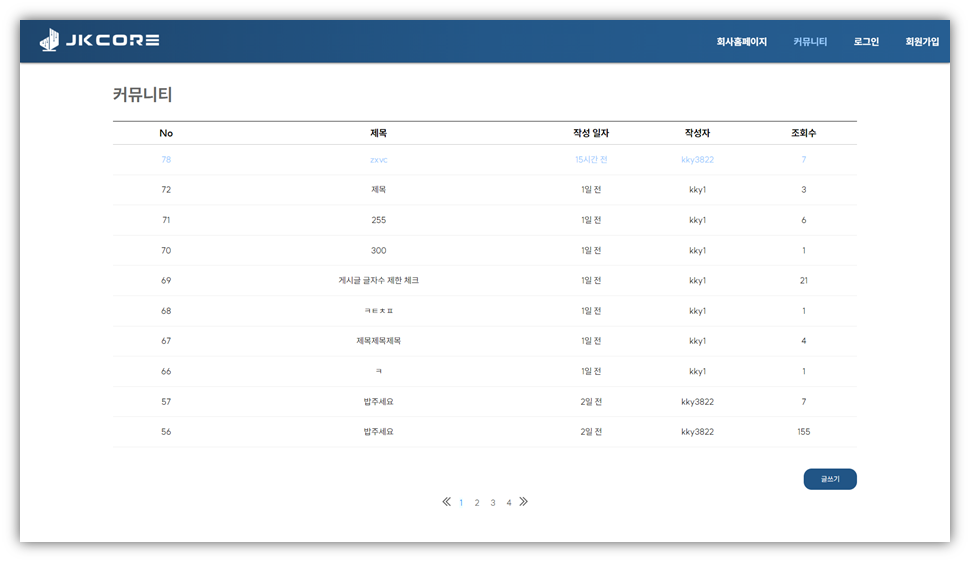 JKCORE 회사홈페이지 커뮤니티 로그인 회원가입
커뮤니티
No 제목 작성 일자 작성자 조회수
78 zxvc 15시간 전 kky3822 7
72 제목 1일 전 kky1 3
71 255 1일 전 kky1 6
70 300 1일 전 kky1 1
69 게시글 글자수 제한 체크 1일 전 kky1 21
68 ㅋㅌㅊㅍ 1일 전 kky1 1
67 제목제목제목 1일 전 kky1 4
66 ㅋ 1일 전 kky1 1
57 밥주세요 2일 전 kky3822 7
56 밥주세요 2일 전 kky3822 155
글쓰기
1 2 3 4